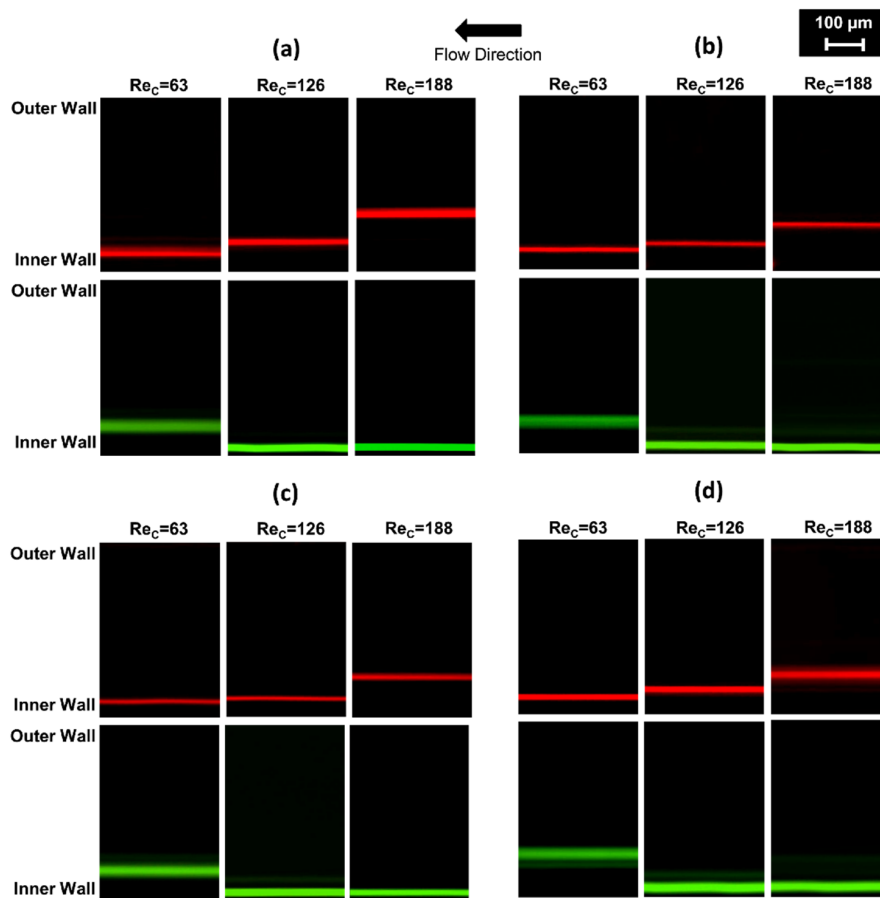 100 µm
(a)
Flow Direction
(b)
Re_C=63 Re_C=126 Re_C=188
Re_C=63 Re_C=126 Re_C=188
Outer Wall
Inner Wall
Outer Wall
Inner Wall
(c)
(d)
Re_C=63 Re_C=126 Re_C=188
Re_C=63 Re_C=126 Re_C=188
Outer Wall
Inner Wall
Outer Wall
Inner Wall